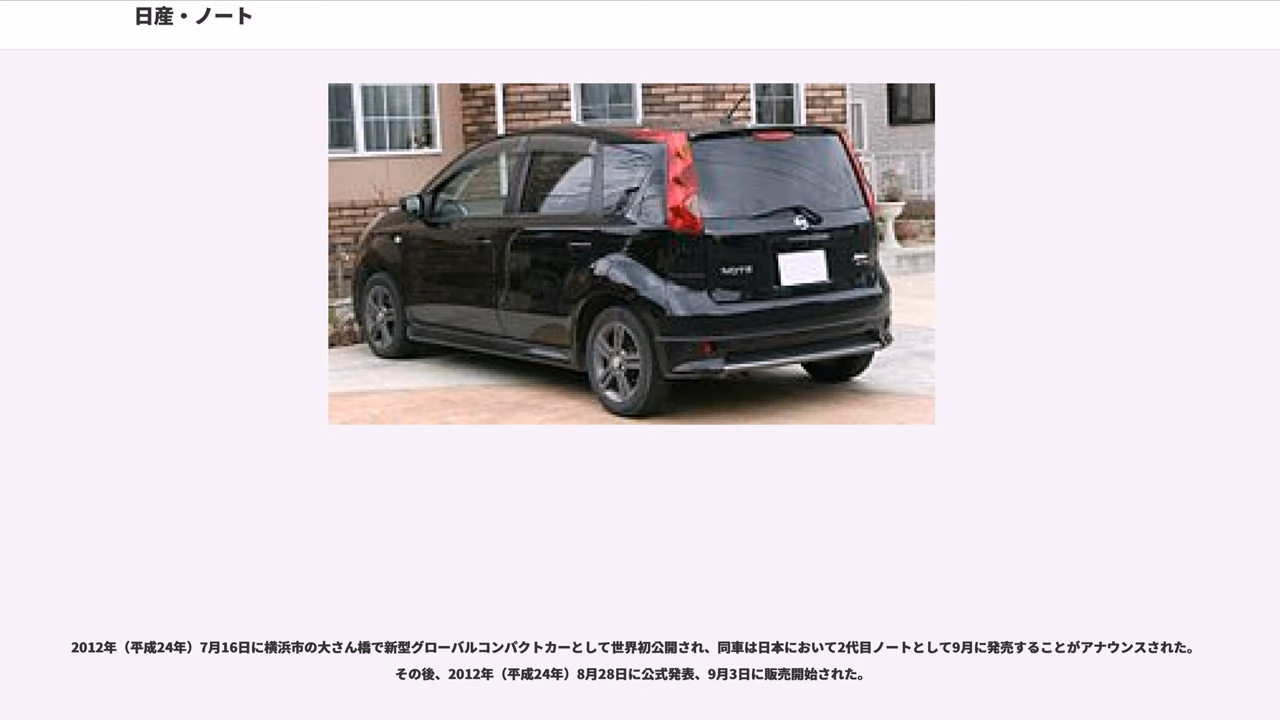 日産・ノート
NOTE
2012年（平成24年）7月16日に横浜市の大さん橋で新型グローバルコンパクトカーとして世界初公開され、同車は日本において2代目ノートとして9月に発売することがアナウンスされた。
その後、2012年（平成24年）8月28日に公式発表、9月3日に販売開始された。